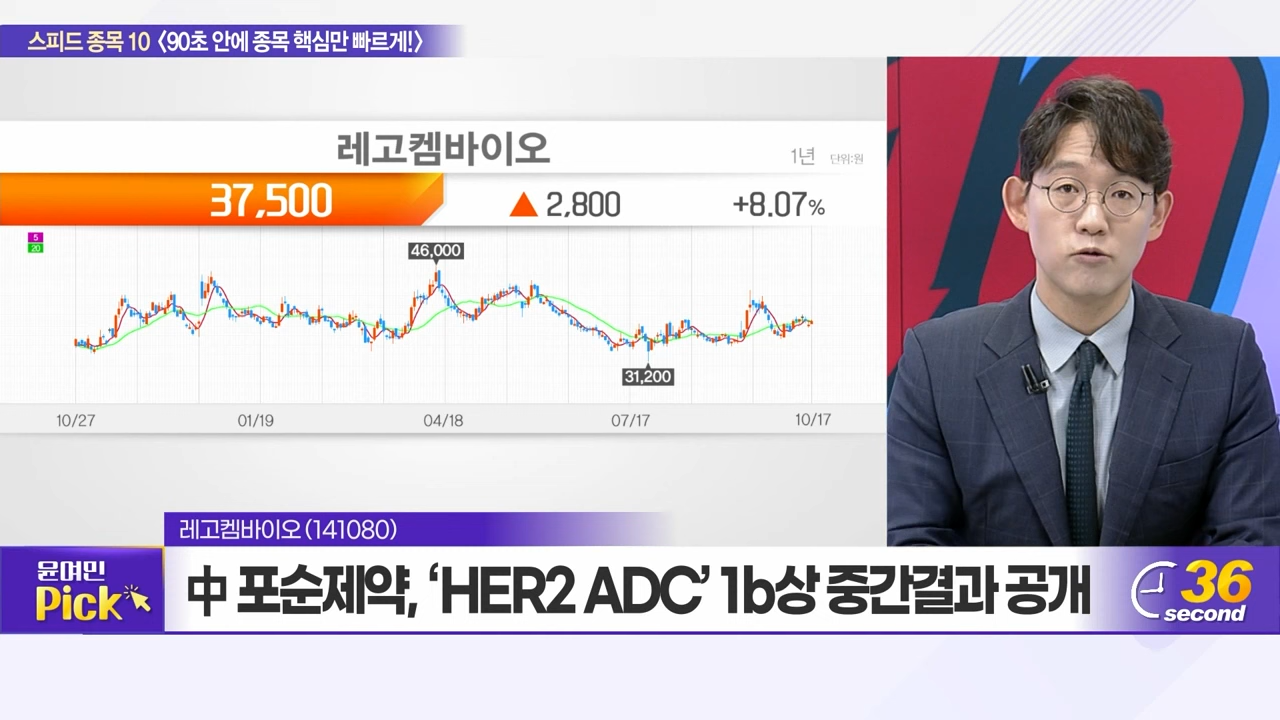 스피드 종목 10 〈90초 안에 종목 핵심만 빠르게!〉
레고켐바이오
1년 단위:원
37,500 ▲ 2,800 +8.07%
5
20
46,000
31,200
10/27 01/19 04/18 07/17 10/17
레고켐바이오 (141080)
윤여민
Pick
中 포순제약, ‘HER2 ADC’ 1b상 중간결과 공개
36
second